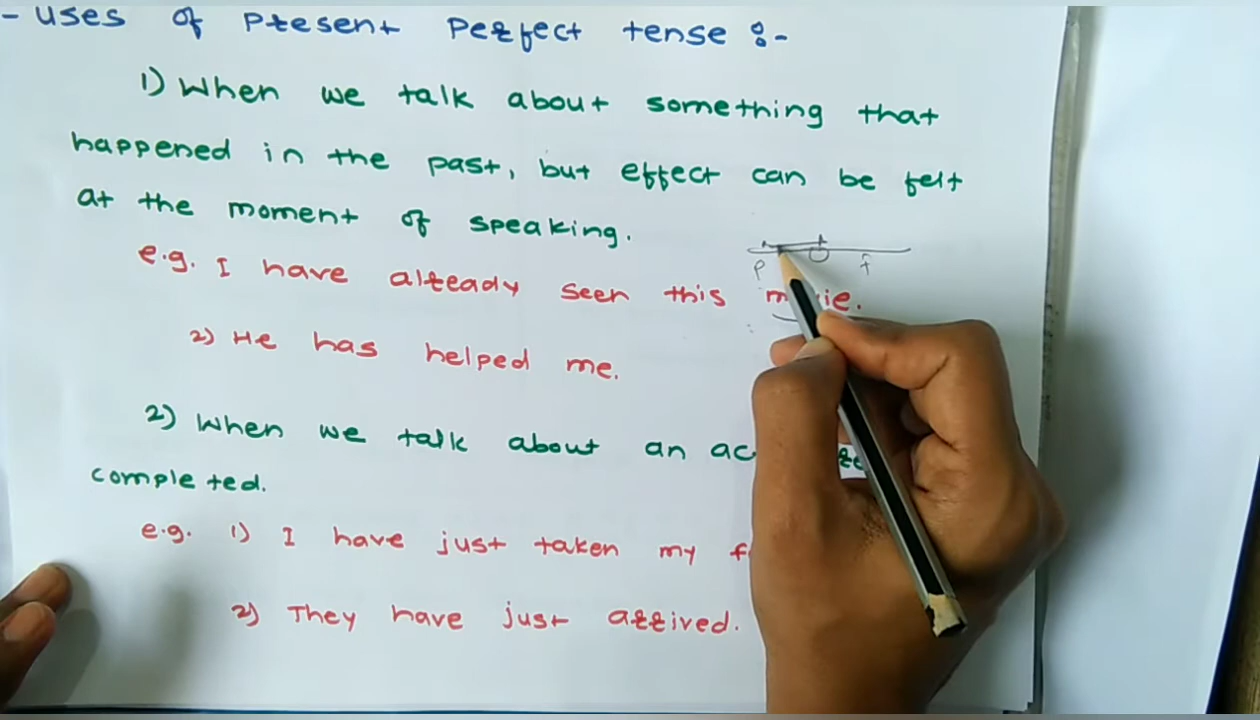 - Uses of Present Perfect tense :-
1) When we talk about something that
happened in the past, but effect can be felt
at the moment of speaking.
P f
e.g. I have already seen this
2) He has helped me.
2) When we talk about an
completed.
e.g. 1) I have just taken my
2) They have just arrived.